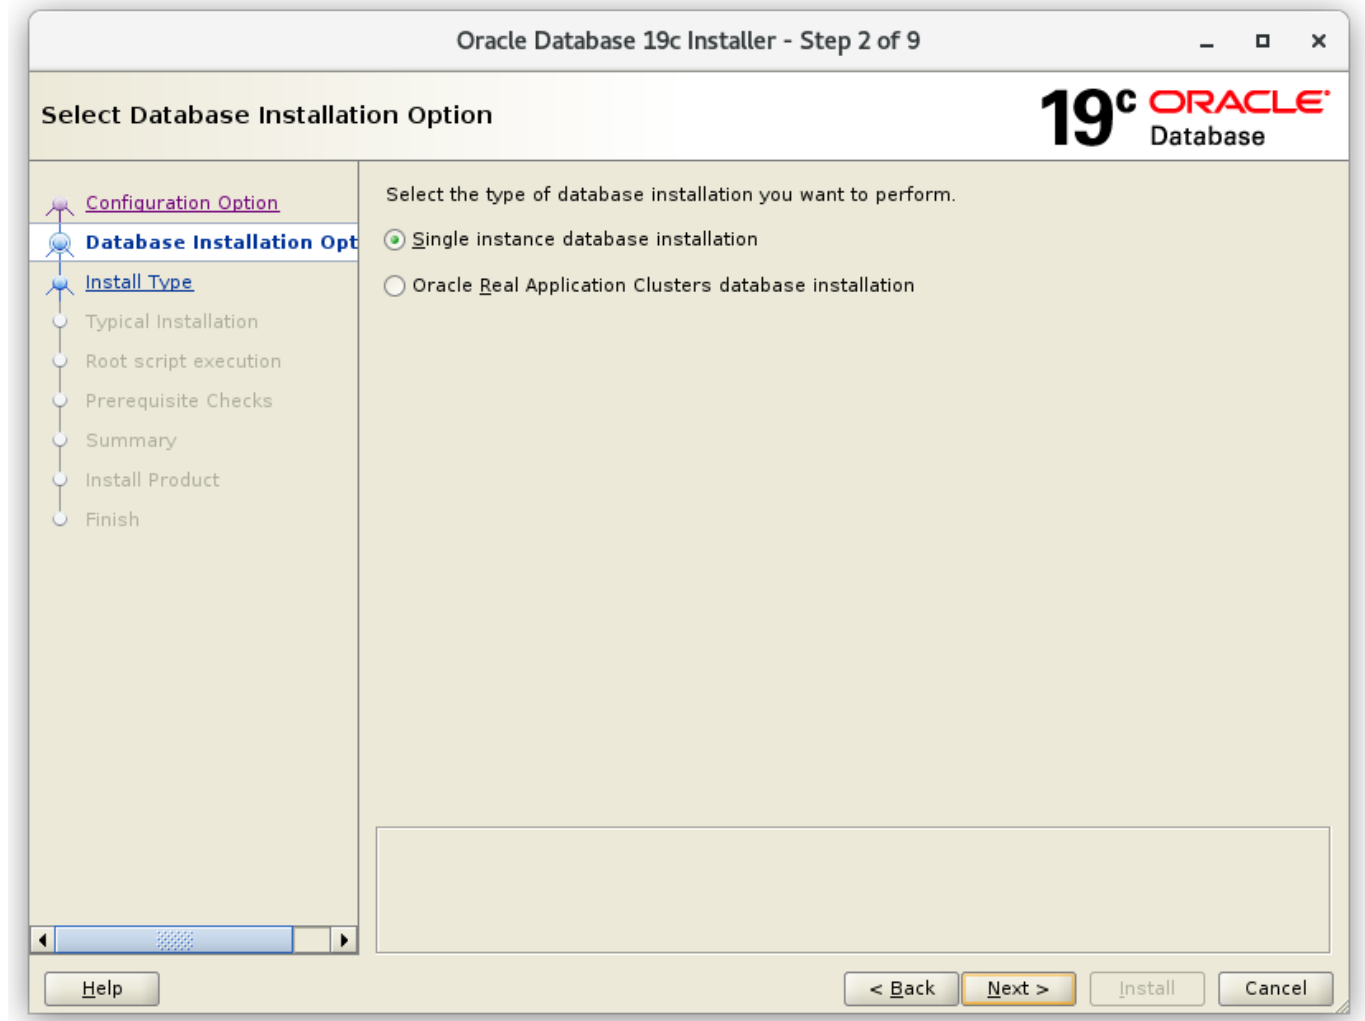 Oracle Database 19c Installer - Step 2 of 9
Select Database Installation Option
19c ORACLE
Database
Configuration Option
Database Installation Opt
Install Type
Typical Installation
Root script execution
Prerequisite Checks
Summary
Install Product
Finish
Select the type of database installation you want to perform.
Single instance database installation
Oracle Real Application Clusters database installation
Help
< Back
Next >
Install
Cancel